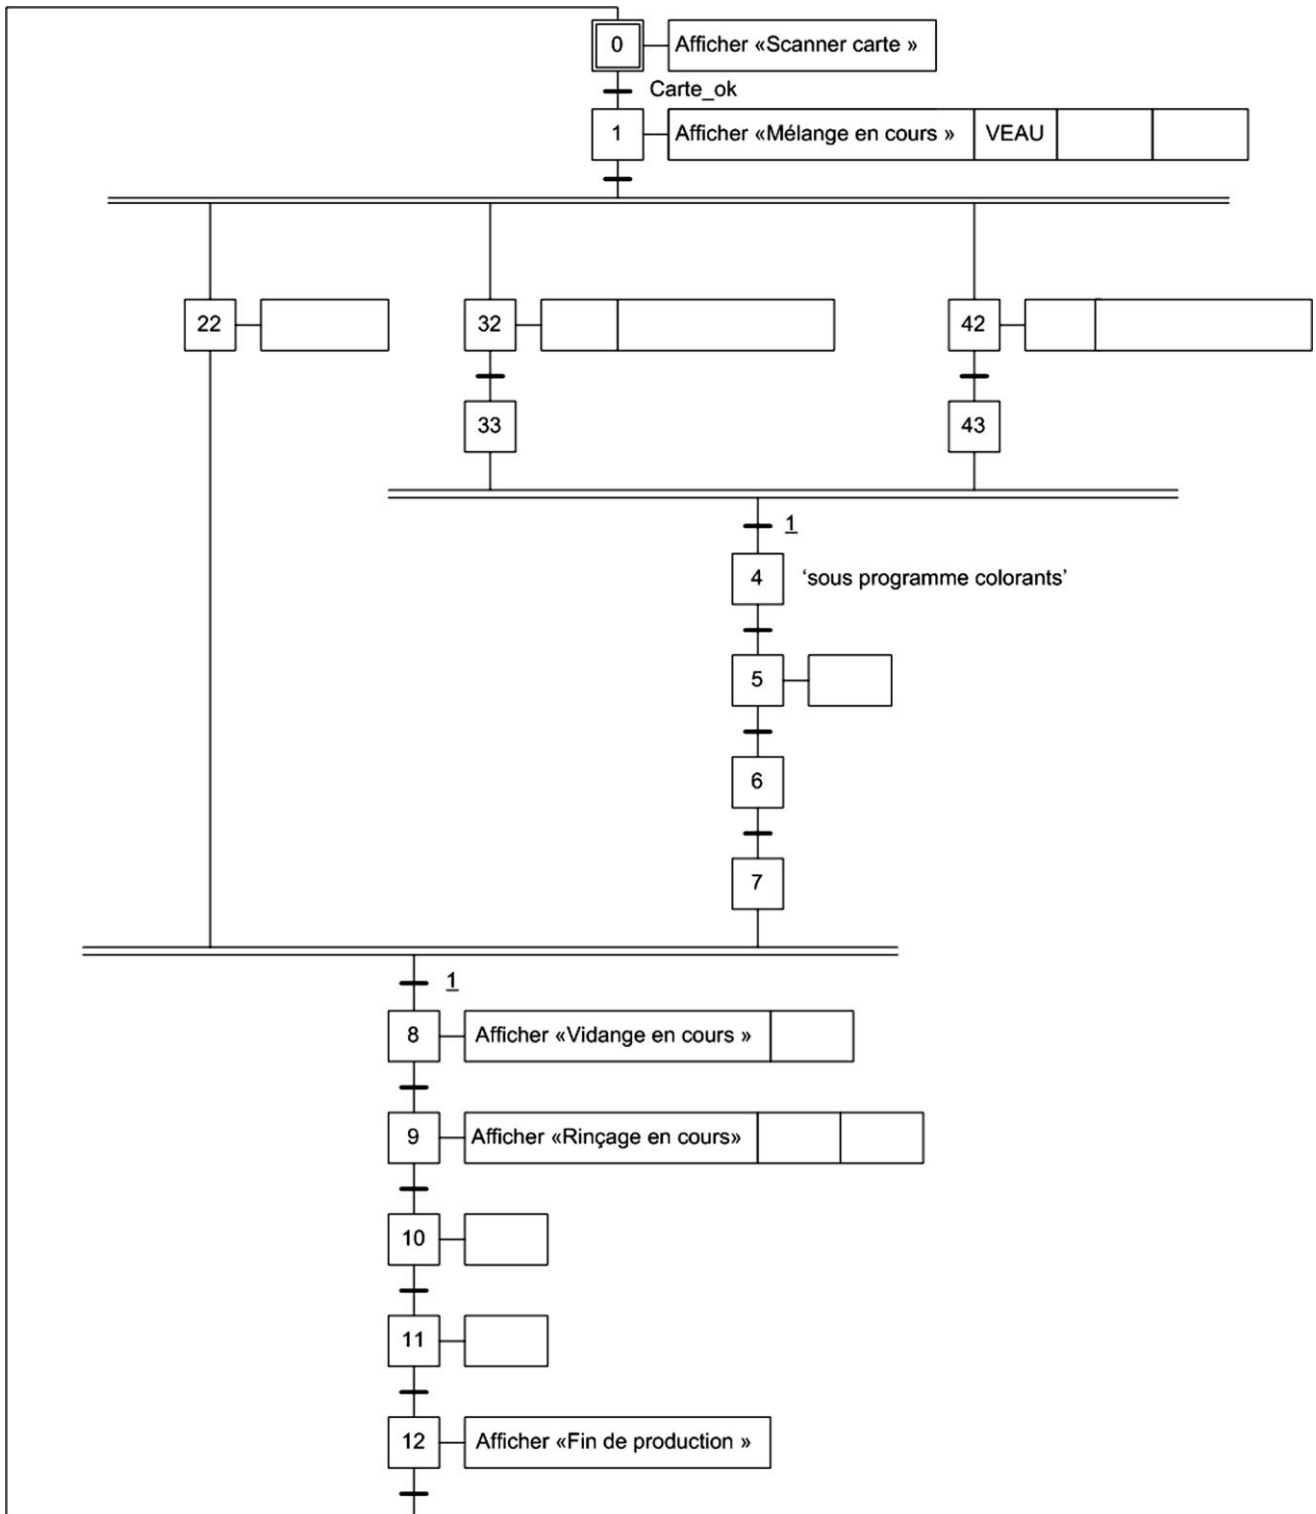 0 Afficher «Scanner carte »
Carte_ok
1 Afficher «Mélange en cours » VEAU
22 32 42
33 43
1
4 ‘sous programme colorants’
5
6
7
1
8 Afficher «Vidange en cours »
9 Afficher «Rinçage en cours»
10
11
12 Afficher «Fin de production »